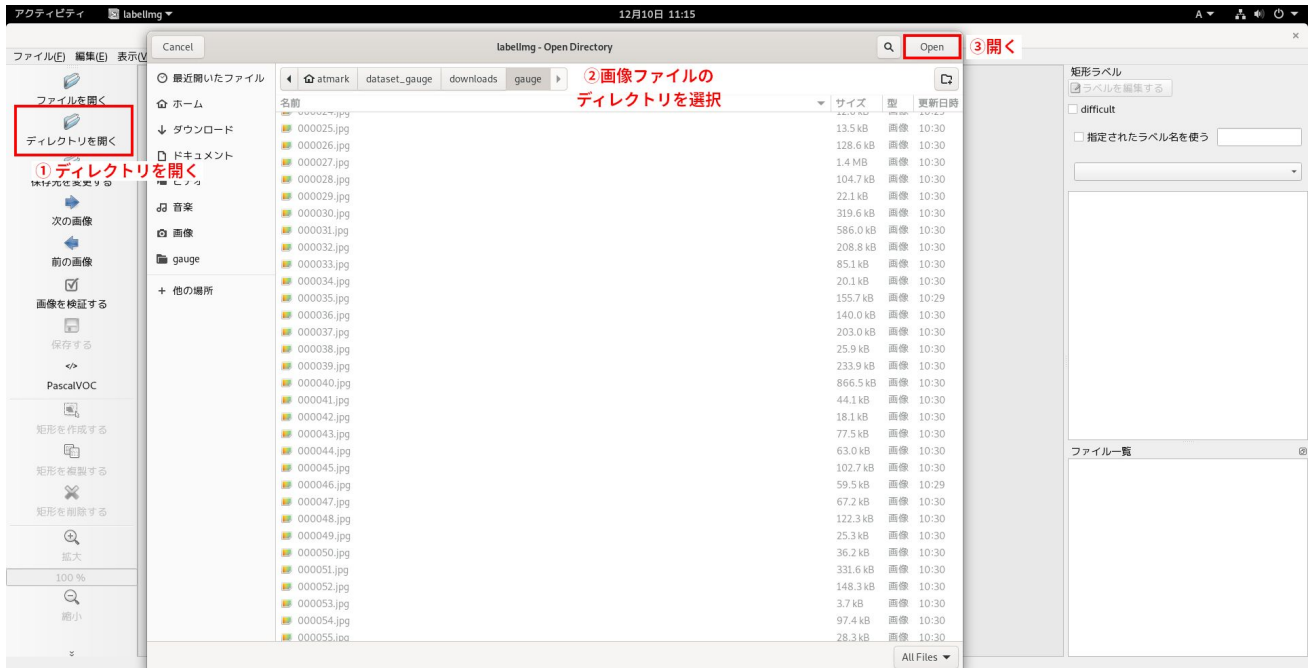 アクティビティ labelImg ▼ 12月10日 11:15 A ▼
ファイル(F) 編集(E) 表示(V
ファイルを開く
ディレクトリを開く
① ディレクトリを開く
保存先を変更する
次の画像
前の画像
画像を検証する
保存する
</>
PascalVOC
矩形を作成する
矩形を複製する
矩形を削除する
拡大
100 %
縮小
Cancel labelImg - Open Directory Open
③開く
最近開いたファイル
ホーム
ダウンロード
ドキュメント
ビデオ
音楽
画像
gauge
+ 他の場所
atmark dataset_gauge downloads gauge
②画像ファイルの
ディレクトリを選択
名前 サイズ 型 更新日時
000024.jpg
000025.jpg 13.5 kB 画像 10:30
000026.jpg 128.6 kB 画像 10:30
000027.jpg 1.4 MB 画像 10:30
000028.jpg 104.7 kB 画像 10:30
000029.jpg 22.1 kB 画像 10:30
000030.jpg 319.6 kB 画像 10:30
000031.jpg 586.0 kB 画像 10:30
000032.jpg 208.8 kB 画像 10:30
000033.jpg 85.1 kB 画像 10:30
000034.jpg 20.1 kB 画像 10:30
000035.jpg 155.7 kB 画像 10:29
000036.jpg 140.0 kB 画像 10:30
000037.jpg 203.0 kB 画像 10:30
000038.jpg 25.9 kB 画像 10:30
000039.jpg 233.9 kB 画像 10:30
000040.jpg 866.5 kB 画像 10:30
000041.jpg 44.1 kB 画像 10:30
000042.jpg 18.1 kB 画像 10:30
000043.jpg 77.5 kB 画像 10:30
000044.jpg 63.0 kB 画像 10:30
000045.jpg 102.7 kB 画像 10:30
000046.jpg 59.5 kB 画像 10:29
000047.jpg 67.2 kB 画像 10:30
000048.jpg 122.3 kB 画像 10:30
000049.jpg 25.3 kB 画像 10:30
000050.jpg 36.2 kB 画像 10:30
000051.jpg 331.6 kB 画像 10:30
000052.jpg 148.3 kB 画像 10:30
000053.jpg 3.7 kB 画像 10:30
000054.jpg 97.4 kB 画像 10:30
000055.jpg 28.3 kB 画像 10:30
All Files ▼
矩形ラベル
ラベルを編集する
difficult
指定されたラベル名を使う
ファイル一覧